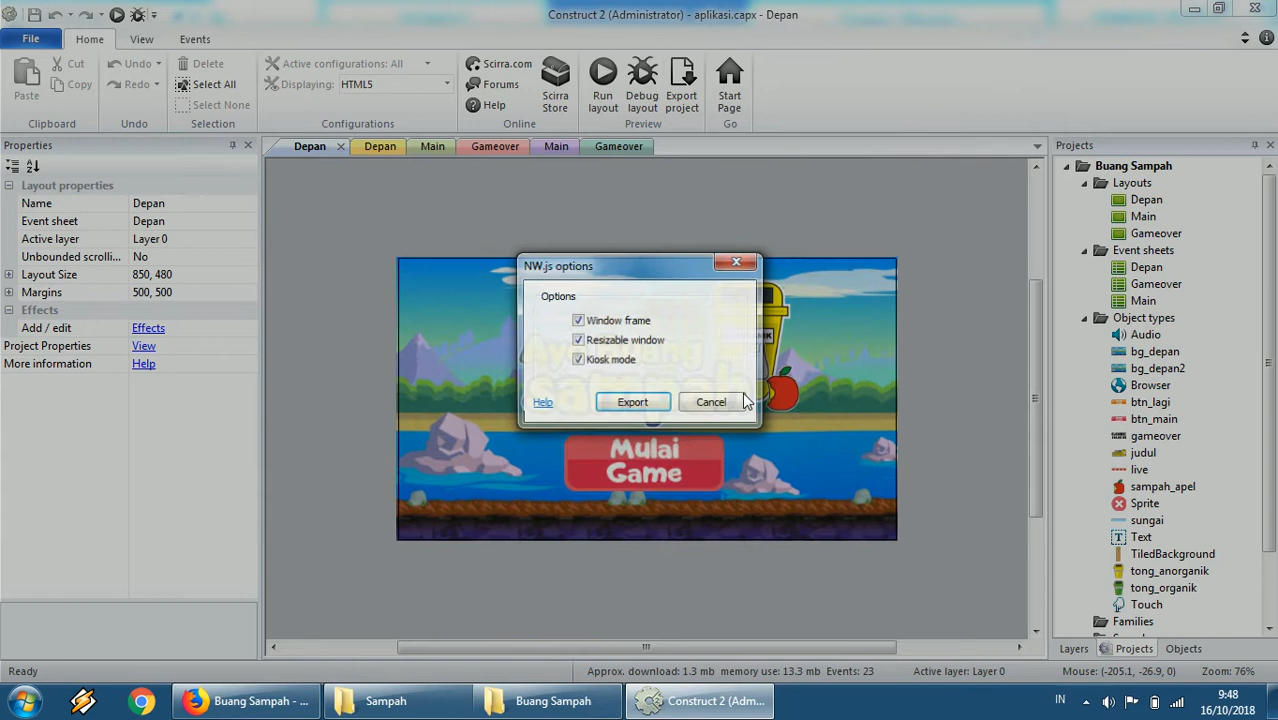 Construct 2 (Administrator) - aplikasi.capx - Depan
File
Home
View
Events
Paste
Cut
Copy
Clipboard
Undo
Redo
Undo
Delete
Select All
Select None
Selection
Active configurations: All
Displaying:
HTML5
Configurations
Scirra.com
Forums
Help
Scirra Store
Online
Run layout
Debug layout
Export project
Preview
Start Page
Go
Properties
Layout properties
Name Depan
Event sheet Depan
Active layer Layer 0
Unbounded scrolli... No
Layout Size 850, 480
Margins 500, 500
Effects
Add / edit Effects
Project Properties View
More information Help
Depan
Depan
Main
Gameover
Main
Gameover
NW.js options
Options
Window frame
Resizable window
Kiosk mode
Help
Export
Cancel
Mulai
Game
Projects
Buang Sampah
Layouts
Depan
Main
Gameover
Event sheets
Depan
Gameover
Main
Object types
Audio
bg_depan
bg_depan2
Browser
btn_lagi
btn_main
gameover
judul
live
sampah_apel
Sprite
sungai
Text
TiledBackground
tong_anorganik
tong_organik
Touch
Families
Layers
Projects
Objects
Ready
Approx. download: 1.3 mb memory use: 13.3 mb Events: 23
Active layer: Layer 0
Mouse: (-205.1, -26.9, 0)
Zoom: 76%
Buang Sampah - ...
Sampah
Buang Sampah
Construct 2 (Adm...
IN
9:48
16/10/2018